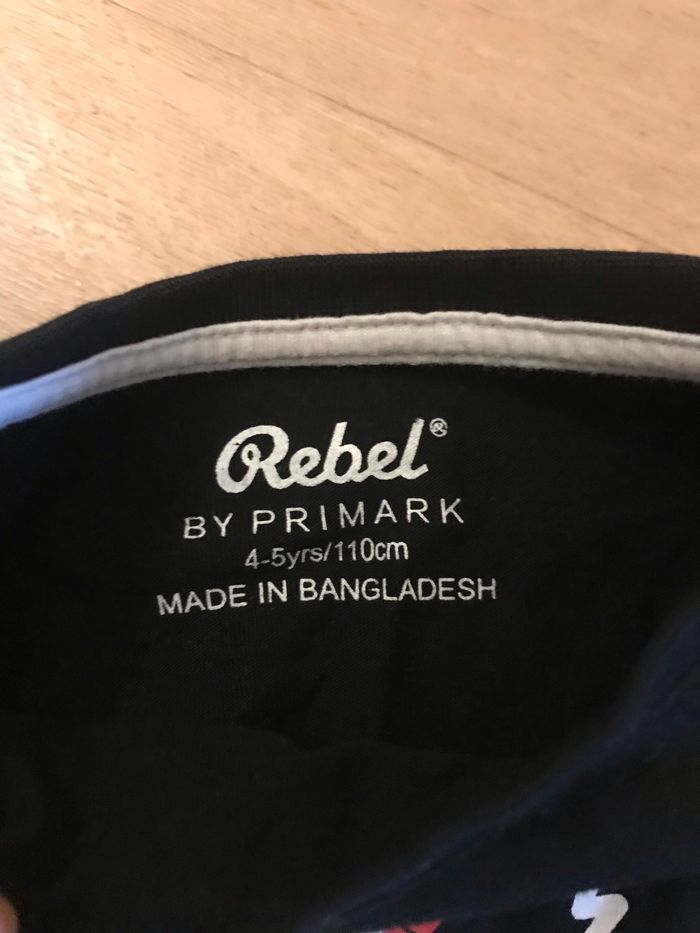 Rebel®
BY PRIMARK
4-5yrs/110cm
MADE IN BANGLADESH